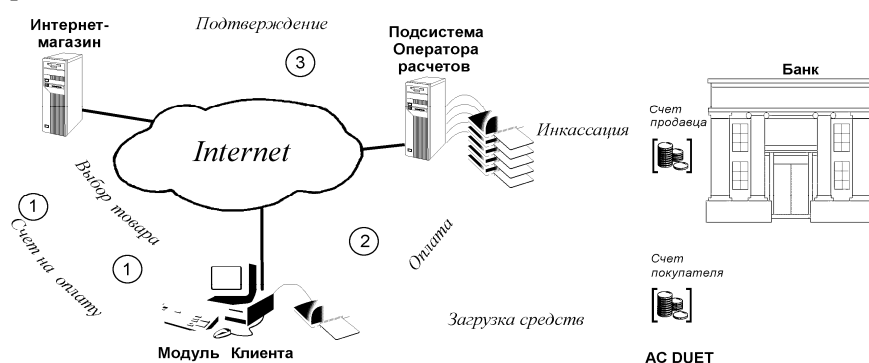 Подтверждение
Интернет-
магазин
3
Подсистема
Оператора
расчетов
Банк
Счет
продавца
Инкассация
Internet
Выбор товара
1
Счет на оплату
1
2
Оплата
Счет
покупателя
Загрузка средств
Модуль Клиента
АС DUET